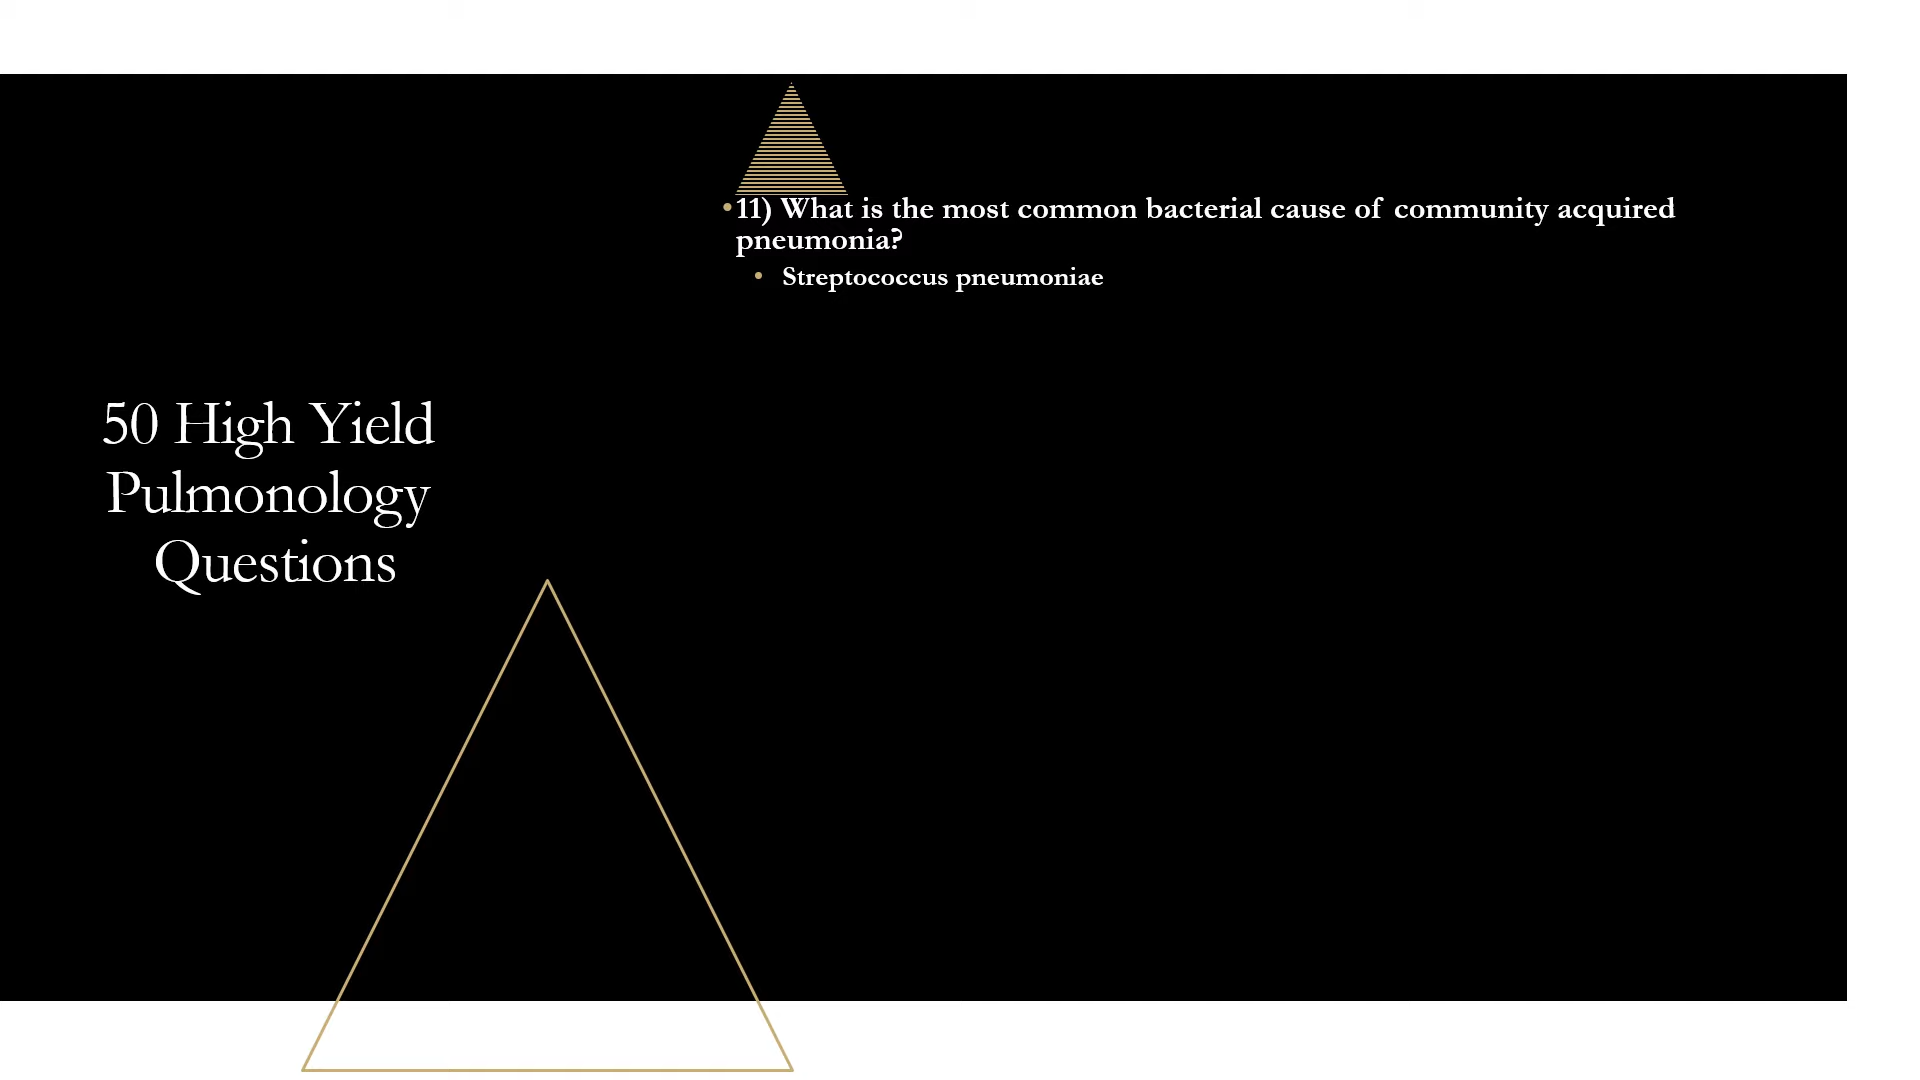 50 High Yield
Pulmonology
Questions
•11) What is the most common bacterial cause of community acquired
pneumonia?
• Streptococcus pneumoniae